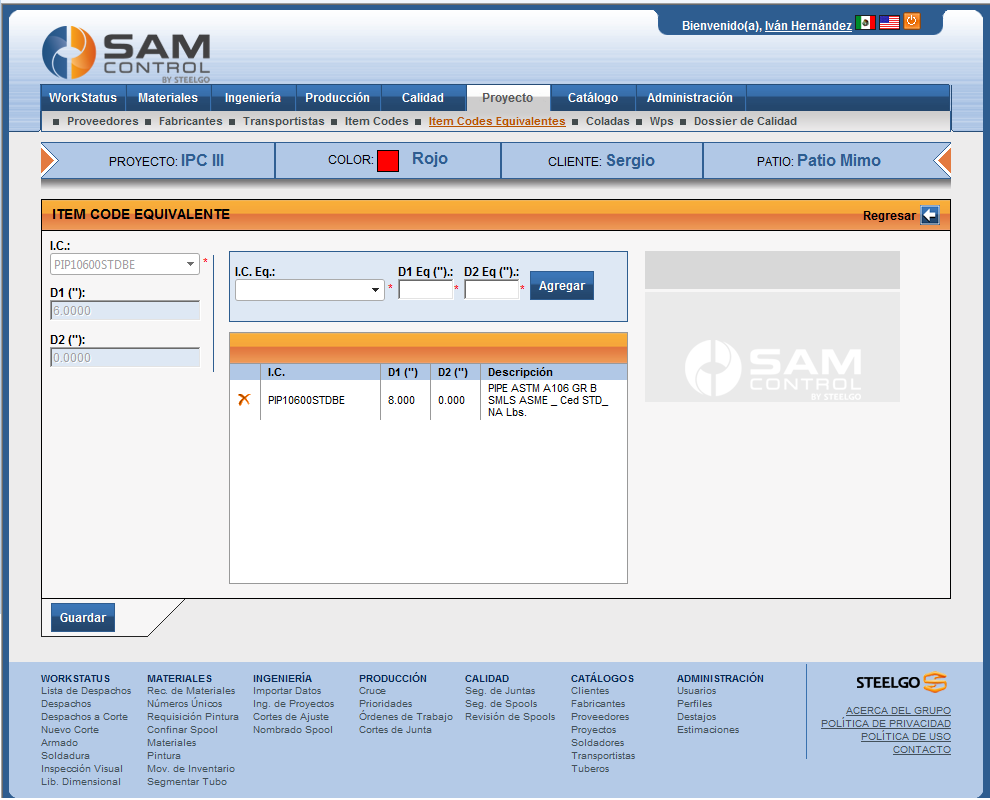 Bienvenido(a), Iván Hernández
SAM
CONTROL
BY STEELGO
WorkStatus Materiales Ingeniería Producción Calidad Proyecto Catálogo Administración
Proveedores Fabricantes Transportistas Item Codes Item Codes Equivalentes Coladas Wps Dossier de Calidad
PROYECTO: IPC III COLOR: Rojo CLIENTE: Sergio PATIO: Patio Mimo
ITEM CODE EQUIVALENTE Regresar
I.C.:
PIP10600STDBE *
D1 ("):
6.0000
D2 ("):
0.0000
I.C. Eq.: D1 Eq (").: D2 Eq (").:
* * * Agregar
I.C. D1 (") D2 (") Descripción
PIP10600STDBE 8.000 0.000 PIPE ASTM A106 GR B
SMLS ASME _ Ced STD_
NA Lbs.
SAM
CONTROL
BY STEELGO
Guardar
WORKSTATUS
Lista de Despachos
Despachos
Despachos a Corte
Nuevo Corte
Armado
Soldadura
Inspección Visual
Lib. Dimensional
MATERIALES
Rec. de Materiales
Números Únicos
Requisición Pintura
Confinar Spool
Materiales
Pintura
Mov. de Inventario
Segmentar Tubo
INGENIERÍA
Importar Datos
Ing. de Proyectos
Cortes de Ajuste
Nombrado Spool
PRODUCCIÓN
Cruce
Prioridades
Órdenes de Trabajo
Cortes de Junta
CALIDAD
Seg. de Juntas
Seg. de Spools
Revisión de Spools
CATÁLOGOS
Clientes
Fabricantes
Proveedores
Proyectos
Soldadores
Transportistas
Tuberos
ADMINISTRACIÓN
Usuarios
Perfiles
Destajos
Estimaciones
STEELGO
ACERCA DEL GRUPO
POLÍTICA DE PRIVACIDAD
POLÍTICA DE USO
CONTACTO